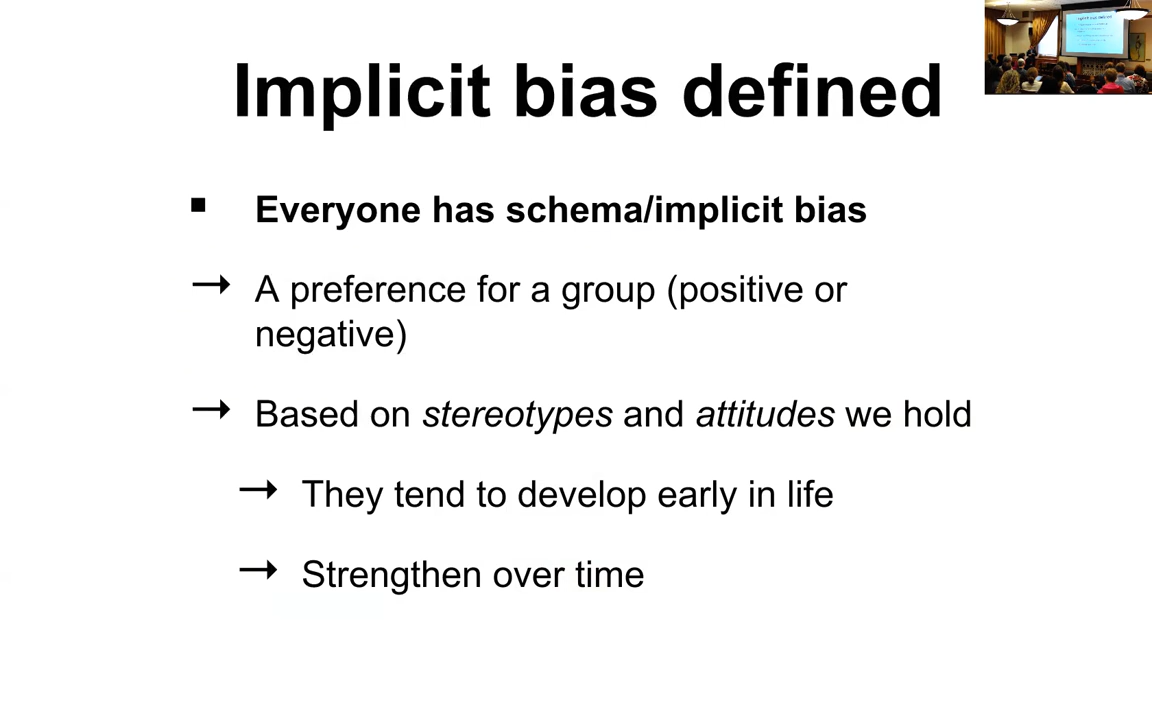 Implicit bias defined
▪ Everyone has schema/implicit bias
→ A preference for a group (positive or
negative)
→ Based on stereotypes and attitudes we hold
→ They tend to develop early in life
→ Strengthen over time